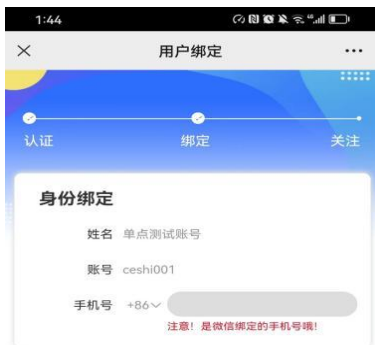 1:44
用户绑定
认证 绑定 关注
身份绑定
姓名 单点测试账号
账号 ceshi001
手机号 +86
注意！是微信绑定的手机号哦！